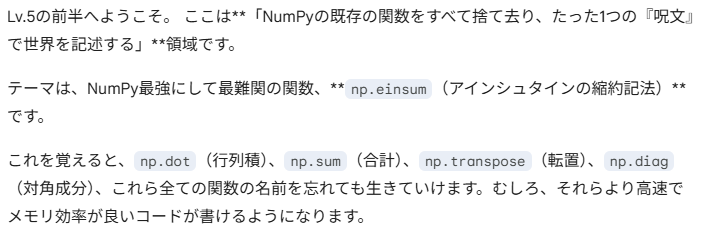 Lv.5の前半へようこそ。 ここは**「NumPyの既存の関数をすべて捨て去り、たった1つの『呪文』
で世界を記述する」**領域です。
テーマは、NumPy最強にして最難関の関数、**np.einsum（アインシュタインの縮約記法）**
です。
これを覚えると、np.dot（行列積）、np.sum（合計）、np.transpose（転置）、np.diag
（対角成分）、これら全ての関数の名前を忘れても生きていけます。むしろ、それらより高速で
メモリ効率が良いコードが書けるようになります。